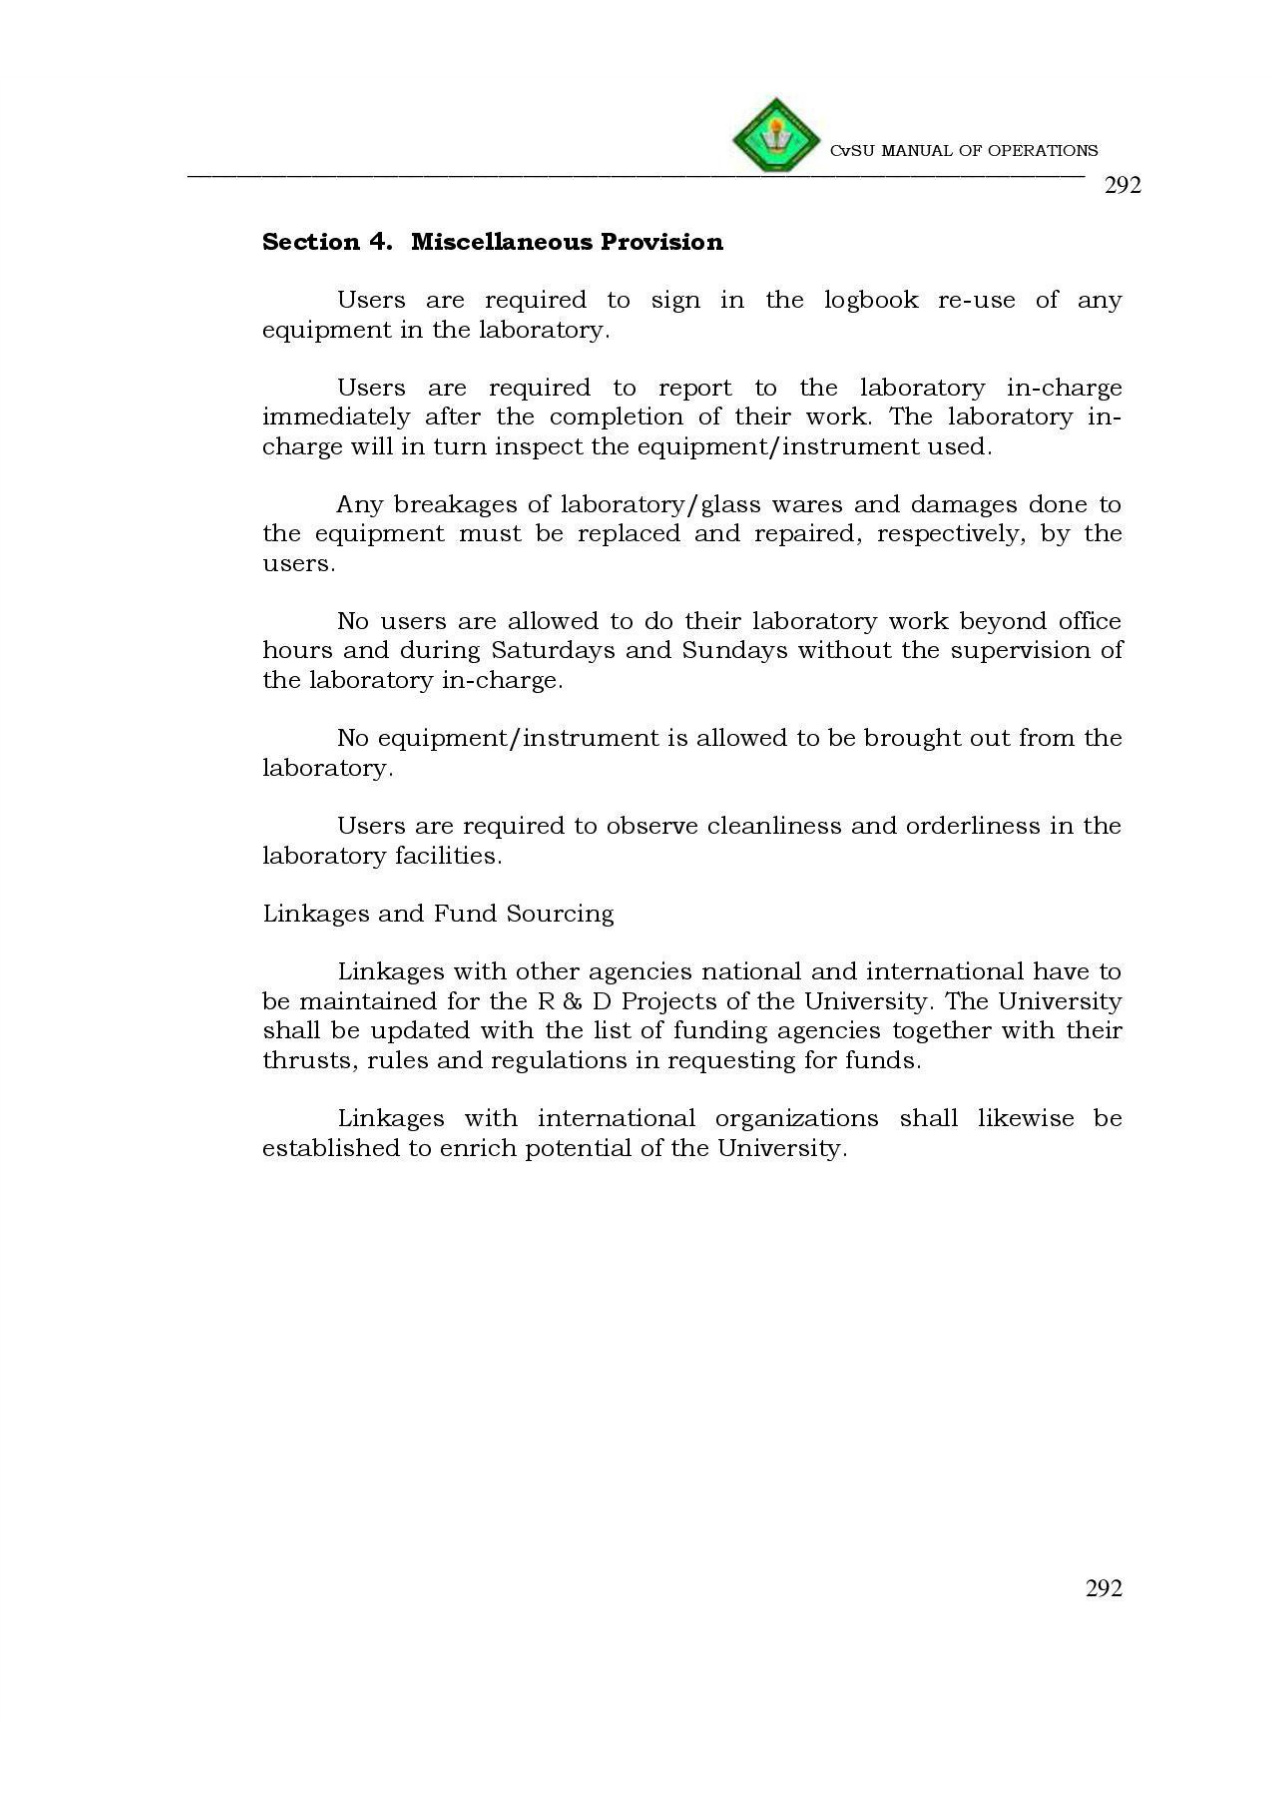 CvSU MANUAL OF OPERATIONS
292
Section 4. Miscellaneous Provision
Users are required to sign in the logbook re-use of any
equipment in the laboratory.
Users are required to report to the laboratory in-charge
immediately after the completion of their work. The laboratory in-
charge will in turn inspect the equipment/instrument used.
Any breakages of laboratory/glass wares and damages done to
the equipment must be replaced and repaired, respectively, by the
users.
No users are allowed to do their laboratory work beyond office
hours and during Saturdays and Sundays without the supervision of
the laboratory in-charge.
No equipment/instrument is allowed to be brought out from the
laboratory.
Users are required to observe cleanliness and orderliness in the
laboratory facilities.
Linkages and Fund Sourcing
Linkages with other agencies national and international have to
be maintained for the R & D Projects of the University. The University
shall be updated with the list of funding agencies together with their
thrusts, rules and regulations in requesting for funds.
Linkages with international organizations shall likewise be
established to enrich potential of the University.
292